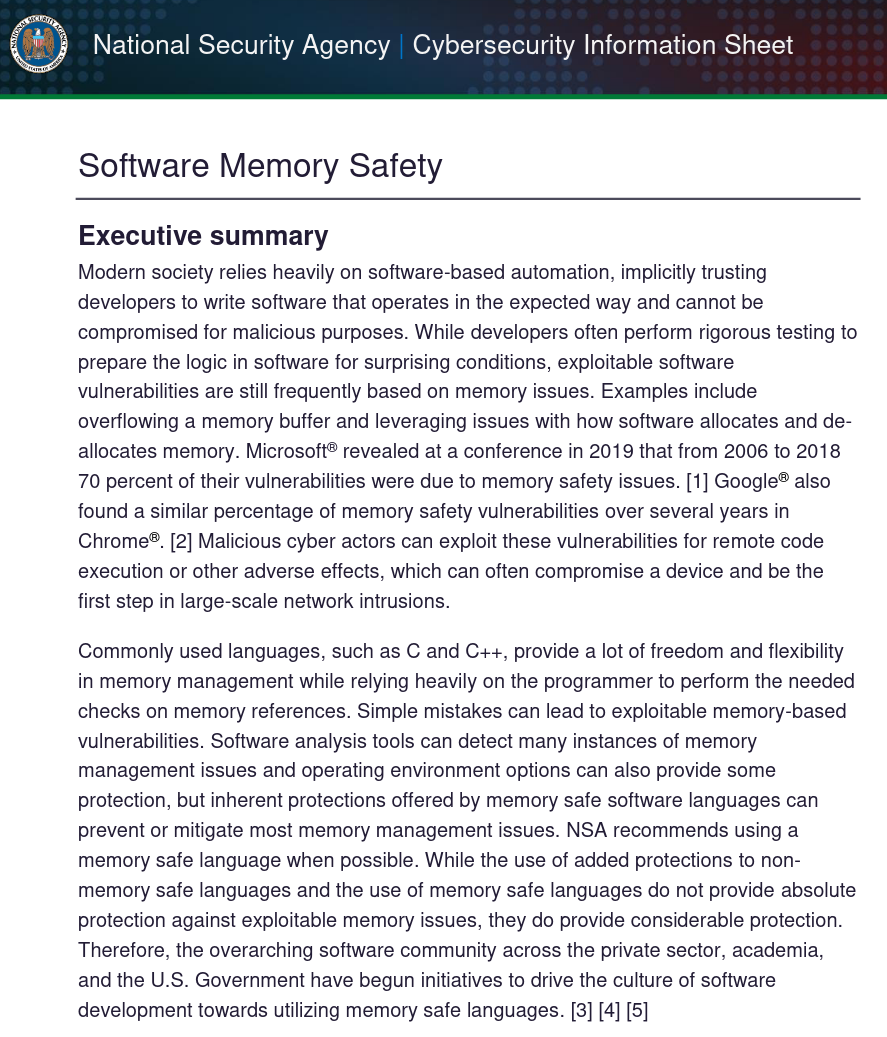 National Security Agency | Cybersecurity Information Sheet
Software Memory Safety
Executive summary
Modern society relies heavily on software-based automation, implicitly trusting
developers to write software that operates in the expected way and cannot be
compromised for malicious purposes. While developers often perform rigorous testing to
prepare the logic in software for surprising conditions, exploitable software
vulnerabilities are still frequently based on memory issues. Examples include
overflowing a memory buffer and leveraging issues with how software allocates and de-
allocates memory. Microsoft® revealed at a conference in 2019 that from 2006 to 2018
70 percent of their vulnerabilities were due to memory safety issues. [1] Google® also
found a similar percentage of memory safety vulnerabilities over several years in
Chrome®. [2] Malicious cyber actors can exploit these vulnerabilities for remote code
execution or other adverse effects, which can often compromise a device and be the
first step in large-scale network intrusions.
Commonly used languages, such as C and C++, provide a lot of freedom and flexibility
in memory management while relying heavily on the programmer to perform the needed
checks on memory references. Simple mistakes can lead to exploitable memory-based
vulnerabilities. Software analysis tools can detect many instances of memory
management issues and operating environment options can also provide some
protection, but inherent protections offered by memory safe software languages can
prevent or mitigate most memory management issues. NSA recommends using a
memory safe language when possible. While the use of added protections to non-
memory safe languages and the use of memory safe languages do not provide absolute
protection against exploitable memory issues, they do provide considerable protection.
Therefore, the overarching software community across the private sector, academia,
and the U.S. Government have begun initiatives to drive the culture of software
development towards utilizing memory safe languages. [3] [4] [5]